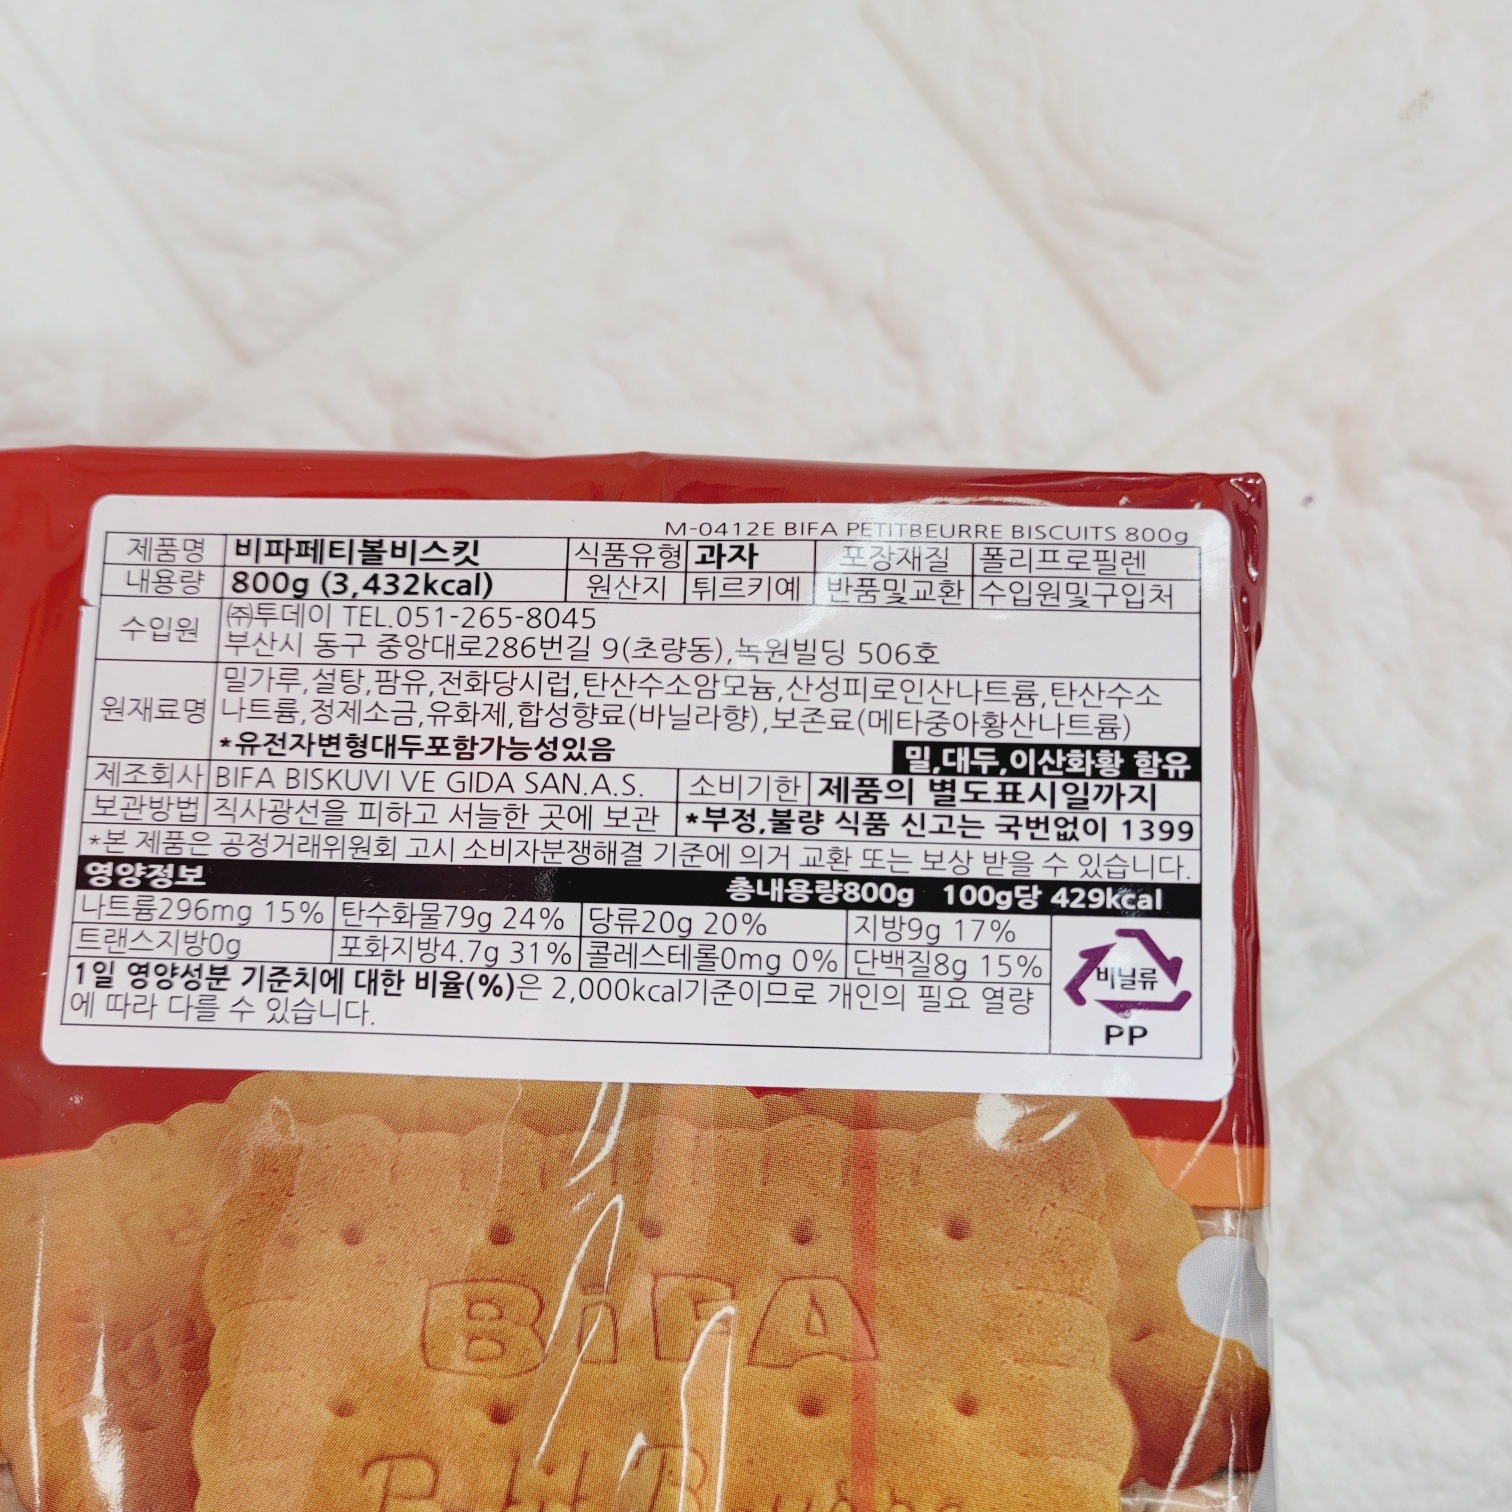 M-0412E BIFA PETITBEURRE BISCUITS 800g
제품명 비파페티볼비스킷 식품유형 과자 포장재질 폴리프로필렌
내용량 800g (3,432kcal) 원산지 튀르키예 반품및교환 수입원및구입처
수입원 ㈜투데이 TEL.051-265-8045
부산시 동구 중앙대로286번길 9(초량동),녹원빌딩 506호
원재료명 밀가루,설탕,팜유,전화당시럽,탄산수소암모늄,산성피로인산나트륨,탄산수소
나트륨,정제소금,유화제,합성향료(바닐라향),보존료(메타중아황산나트륨)
*유전자변형대두포함가능성있음 밀,대두,이산화황 함유
제조회사 BIFA BISKUVI VE GIDA SAN.A.S. 소비기한 제품의 별도표시일까지
보관방법 직사광선을 피하고 서늘한 곳에 보관 *부정,불량 식품 신고는 국번없이 1399
*본 제품은 공정거래위원회 고시 소비자분쟁해결 기준에 의거 교환 또는 보상 받을 수 있습니다.
영양정보 총내용량800g 100g당 429kcal
나트륨296mg 15% 탄수화물79g 24% 당류20g 20% 지방9g 17%
트랜스지방0g 포화지방4.7g 31% 콜레스테롤0mg 0% 단백질8g 15%
1일 영양성분 기준치에 대한 비율(%)은 2,000kcal기준이므로 개인의 필요 열량
에 따라 다를 수 있습니다.
비닐류
PP
BiFA